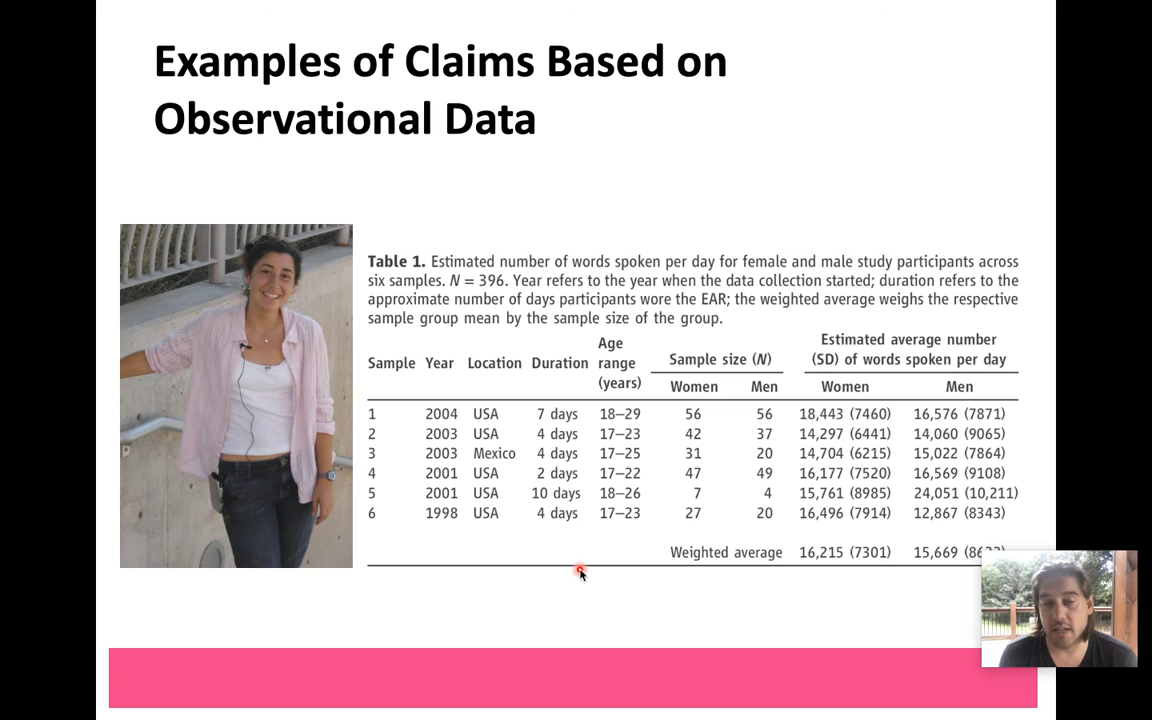 Examples of Claims Based on
Observational Data
Table 1. Estimated number of words spoken per day for female and male study participants across
six samples. N = 396. Year refers to the year when the data collection started; duration refers to the
approximate number of days participants wore the EAR; the weighted average weighs the respective
sample group mean by the sample size of the group.
Sample Year Location Duration Age range (years) Sample size (N) Estimated average number (SD) of words spoken per day
Women Men Women Men
1 2004 USA 7 days 18–29 56 56 18,443 (7460) 16,576 (7871)
2 2003 USA 4 days 17–23 42 37 14,297 (6441) 14,060 (9065)
3 2003 Mexico 4 days 17–25 31 20 14,704 (6215) 15,022 (7864)
4 2001 USA 2 days 17–22 47 49 16,177 (7520) 16,569 (9108)
5 2001 USA 10 days 18–26 7 4 15,761 (8985) 24,051 (10,211)
6 1998 USA 4 days 17–23 27 20 16,496 (7914) 12,867 (8343)
Weighted average 16,215 (7301) 15,669